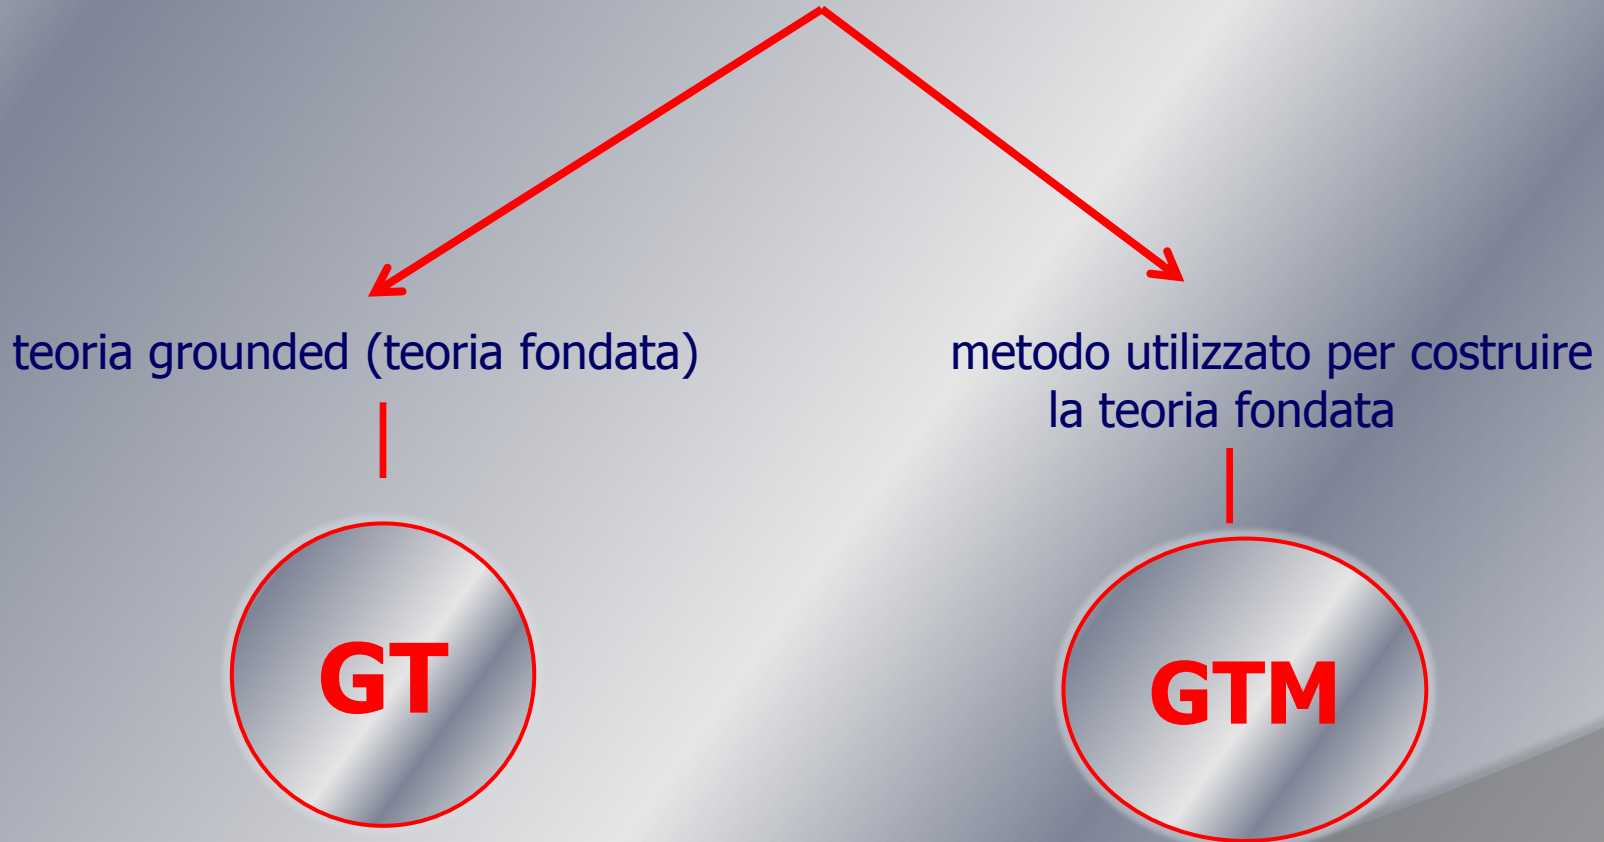 teoria grounded (teoria fondata)
metodo utilizzato per costruire
la teoria fondata
GT
GTM